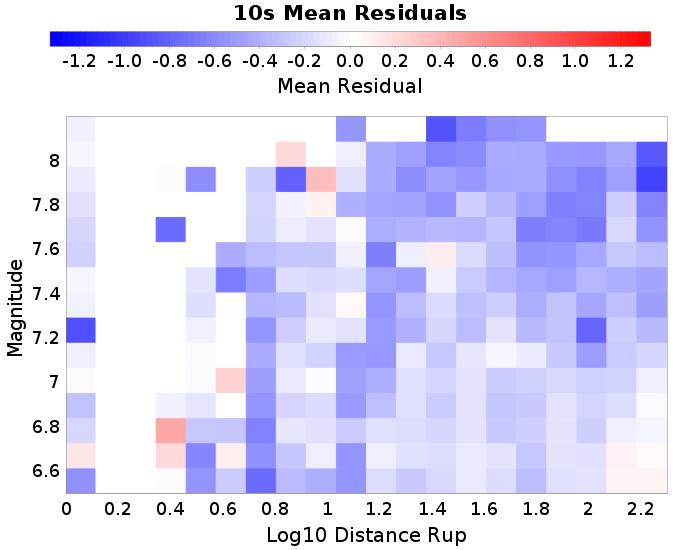 10s Mean Residuals
-1.2 -1.0 -0.8 -0.6 -0.4 -0.2 0.0 0.2 0.4 0.6 0.8 1.0 1.2
Mean Residual
8
7.8
7.6
7.4
7.2
7
6.8
6.6
Magnitude
0 0.2 0.4 0.6 0.8 1 1.2 1.4 1.6 1.8 2 2.2
Log10 Distance Rup